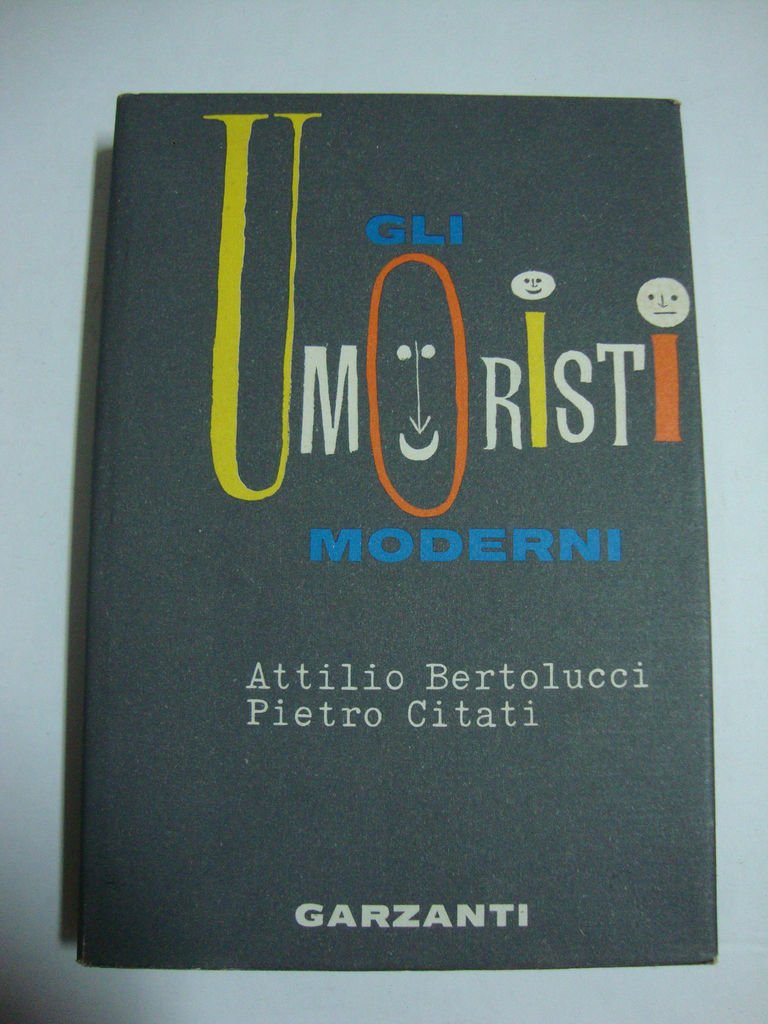 GLI
UMORiSTi
MODERNI
Attilio Bertolucci
Pietro Citati
GARZANTI